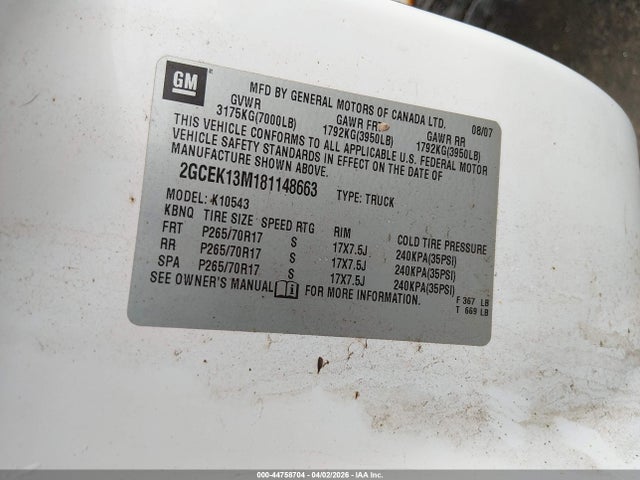 GM
MFD BY GENERAL MOTORS OF CANADA LTD. 08/07
GVWR GAWR FRT GAWR RR
3175KG(7000LB) 1792KG(3950LB) 1792KG(3950LB)
THIS VEHICLE CONFORMS TO ALL APPLICABLE U.S. FEDERAL MOTOR
VEHICLE SAFETY STANDARDS IN EFFECT ON THE DATE OF
MANUFACTURE SHOWN ABOVE.
2GCEK13M181148663 TYPE: TRUCK
MODEL: K10543
KBNQ TIRE SIZE SPEED RTG RIM COLD TIRE PRESSURE
FRT P265/70R17 S 17X7.5J 240KPA(35PSI)
RR P265/70R17 S 17X7.5J 240KPA(35PSI)
SPA P265/70R17 S 17X7.5J 240KPA(35PSI)
SEE OWNER'S MANUAL i FOR MORE INFORMATION.
F 367 LB
T 669 LB
000-44758704 - 04/02/2026 - IAA Inc.